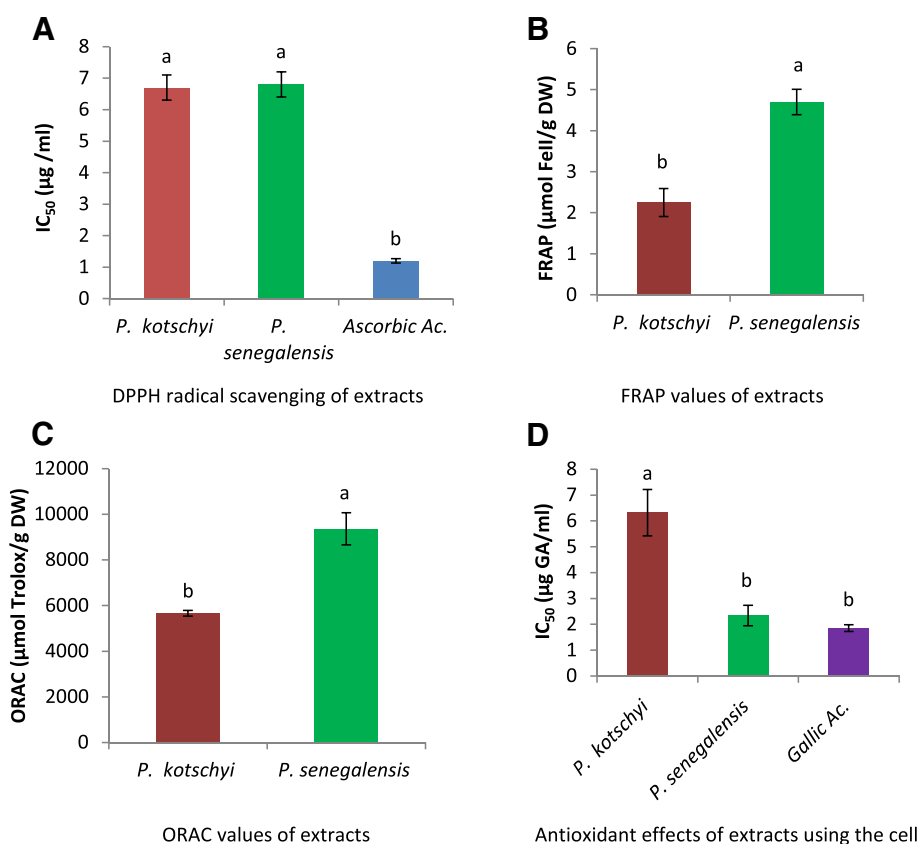 A
8
7
6
5
4
3
2
1
0
IC50 (µg /ml)
a
a
b
P. kotschyi
P. senegalensis
Ascorbic Ac.
DPPH radical scavenging of extracts
B
6
5
4
3
2
1
0
FRAP (µmol FeII/g DW)
b
a
P. kotschyi
P. senegalensis
FRAP values of extracts
C
12000
10000
8000
6000
4000
2000
0
ORAC (µmol Trolox/g DW)
b
a
P. kotschyi
P. senegalensis
ORAC values of extracts
D
8
7
6
5
4
3
2
1
0
IC50 (µg GA/ml)
a
b
b
P. kotschyi
P. senegalensis
Gallic Ac.
Antioxidant effects of extracts using the cell